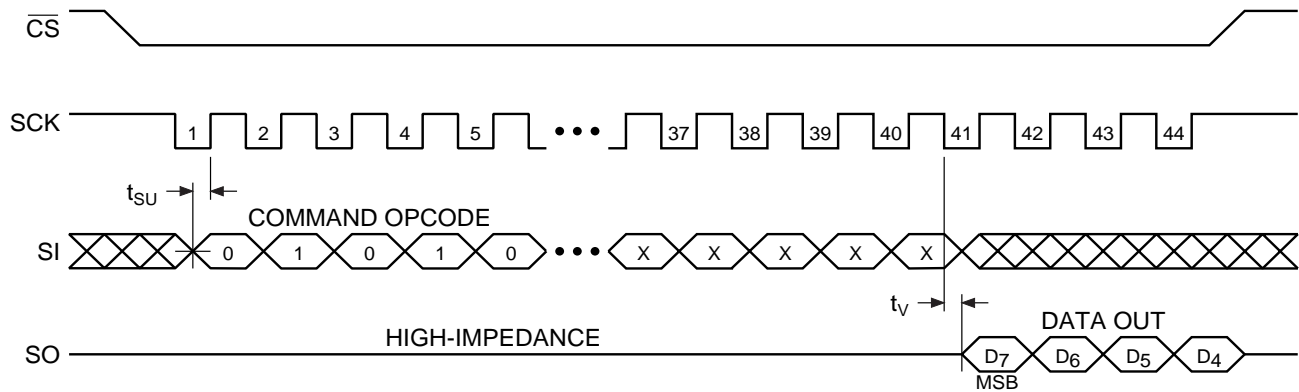 CS
SCK
1 2 3 4 5 ••• 37 38 39 40 41 42 43 44
tSU
COMMAND OPCODE
SI
0 1 0 1 0 ••• X X X X X
tV
HIGH-IMPEDANCE
DATA OUT
SO
D7 D6 D5 D4
MSB